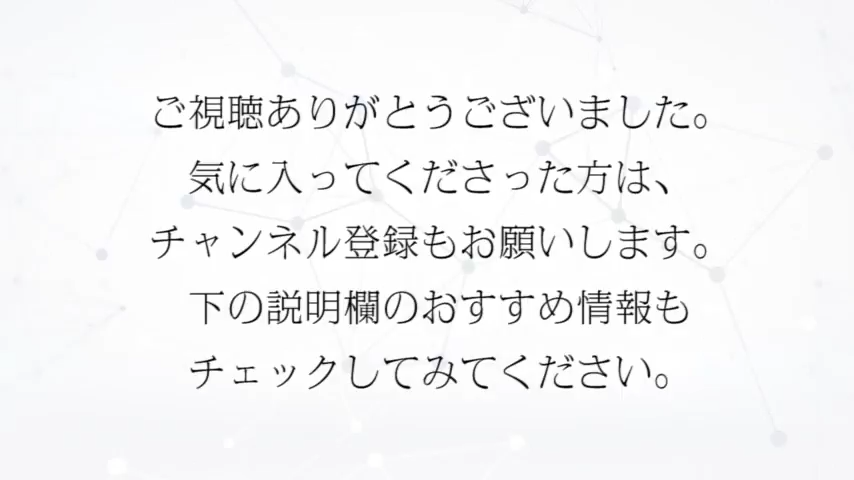 ご視聴ありがとうございました。
気に入ってくださった方は、
チャンネル登録もお願いします。
下の説明欄のおすすめ情報も
チェックしてみてください。